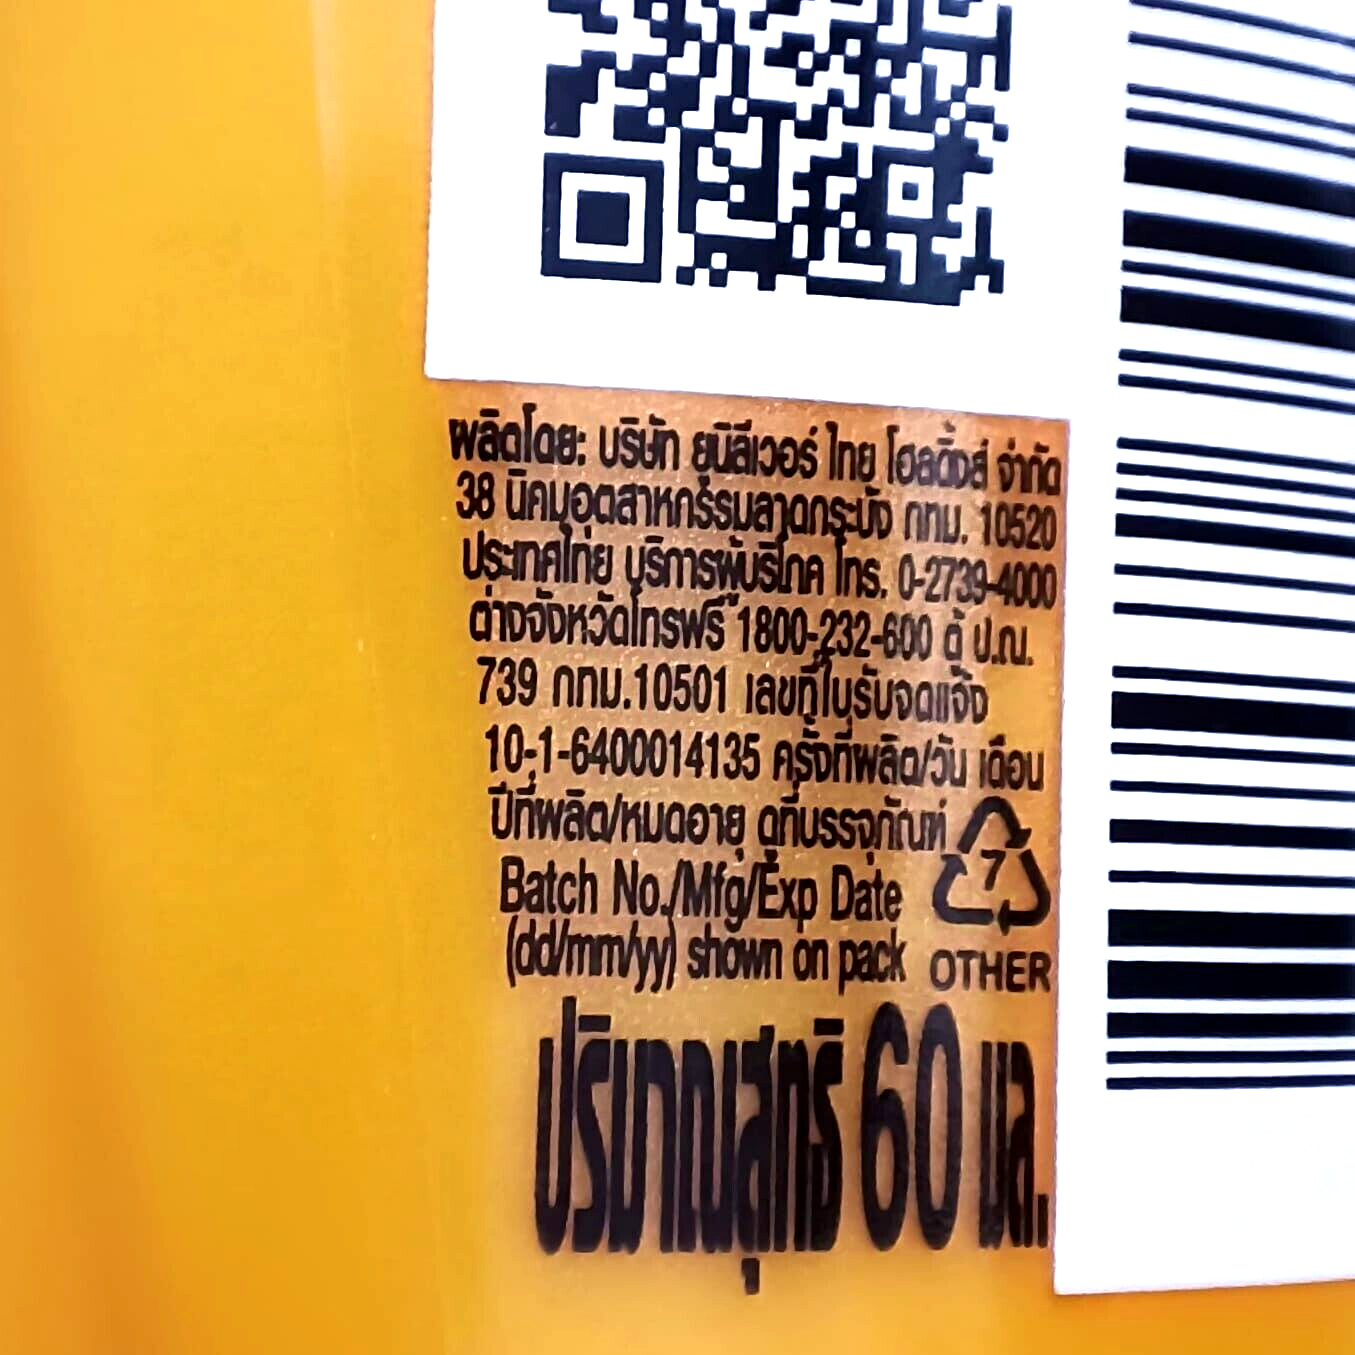 ผลิตโดย: บริษัท ยูนิลีเวอร์ ไทย โฮลดิ้งส์ จำกัด
38 นิคมอุตสาหกรรมลาดกระบัง กทม. 10520
ประเทศไทย บริการผู้บริโภค โทร. 0-2739-4000
ต่างจังหวัดโทรฟรี 1800-232-600 ตู้ ป.ณ.
739 กทม.10501 เลขที่ใบรับจดแจ้ง
10-1-6400014135 ครั้งที่ผลิต/วัน เดือน
ปีที่ผลิต/หมดอายุ ดูที่บรรจุภัณฑ์
7
Batch No./Mfg/Exp Date
(dd/mm/yy) shown on pack
OTHER
ปริมาณสุทธิ 60 มล.